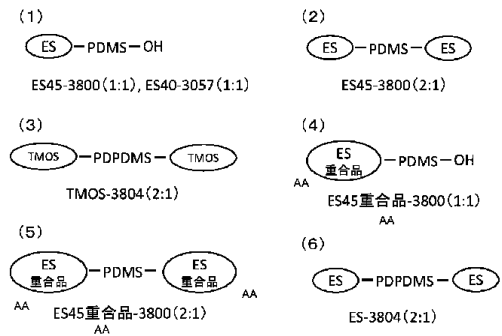 (1)
ES
-PDMS-OH
ES45-3800(1:1), ES40-3057(1:1)
(2)
ES
-PDMS-
ES
ES45-3800(2:1)
(3)
TMOS
-PDPDMS-
TMOS
TMOS-3804(2:1)
(4)
ES
重合品
-PDMS-OH
AA
ES45重合品-3800(1:1)
AA
(5)
ES
重合品
-PDMS-
ES
重合品
AA
AA
ES45重合品-3800(2:1)
AA
(6)
ES
-PDPDMS-
ES
ES-3804(2:1)